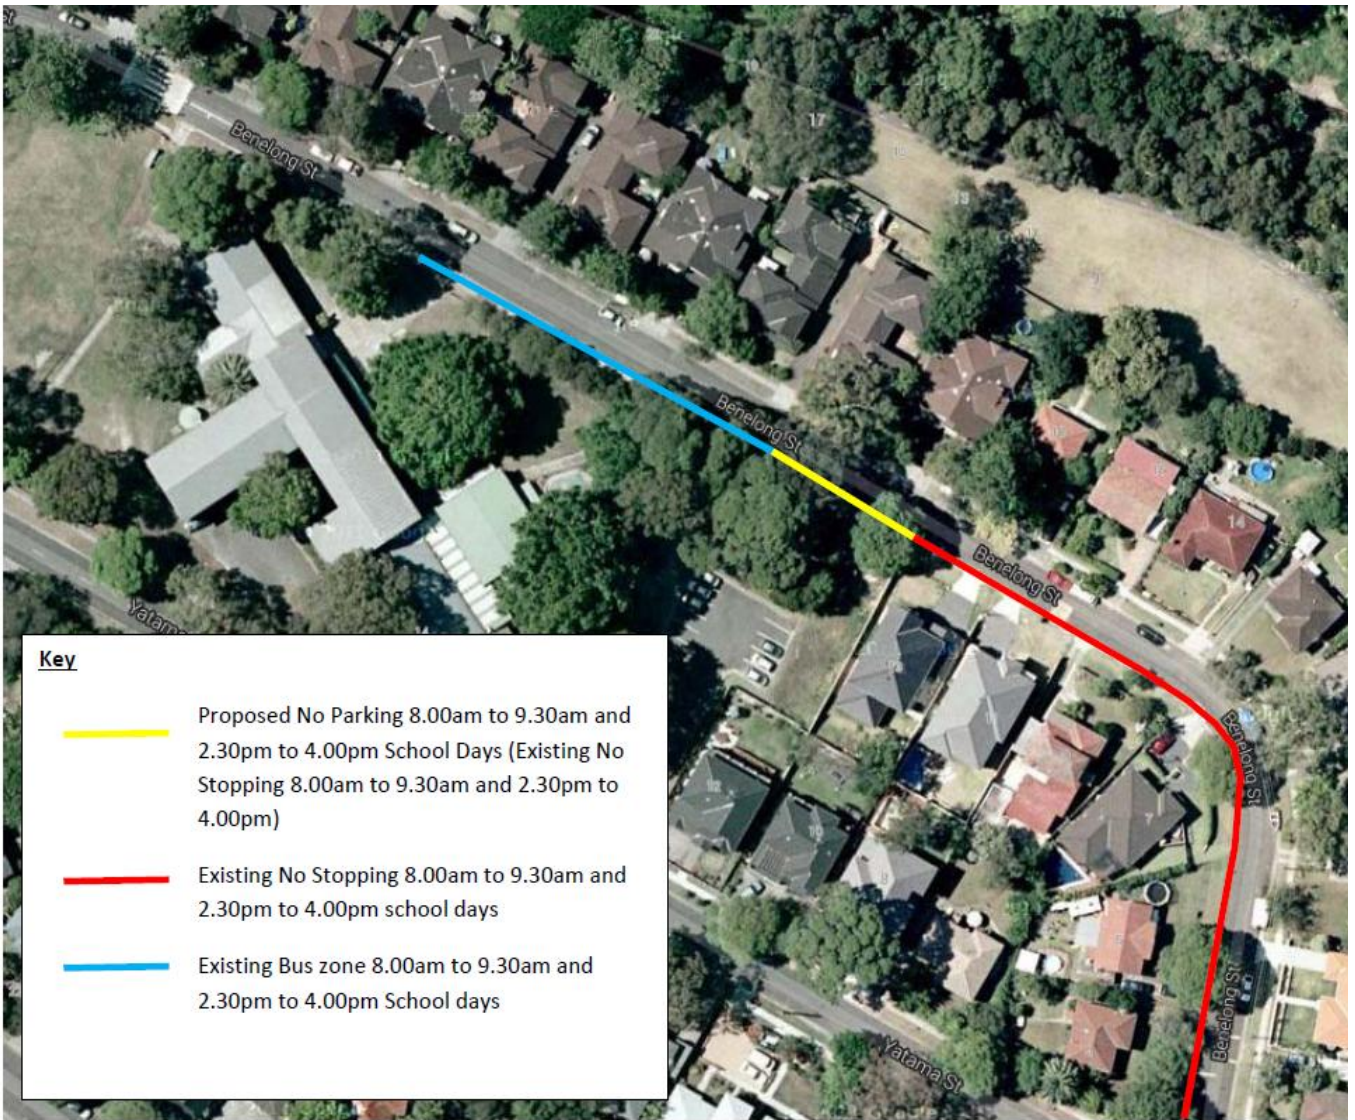 Benelong St
17
Benelong St
14
Benelong St
Benelong St
Yatama
Key
Proposed No Parking 8.00am to 9.30am and
2.30pm to 4.00pm School Days (Existing No
Stopping 8.00am to 9.30am and 2.30pm to
4.00pm)
Existing No Stopping 8.00am to 9.30am and
2.30pm to 4.00pm school days
Existing Bus zone 8.00am to 9.30am and
2.30pm to 4.00pm School days
Benelong St
Yatama St